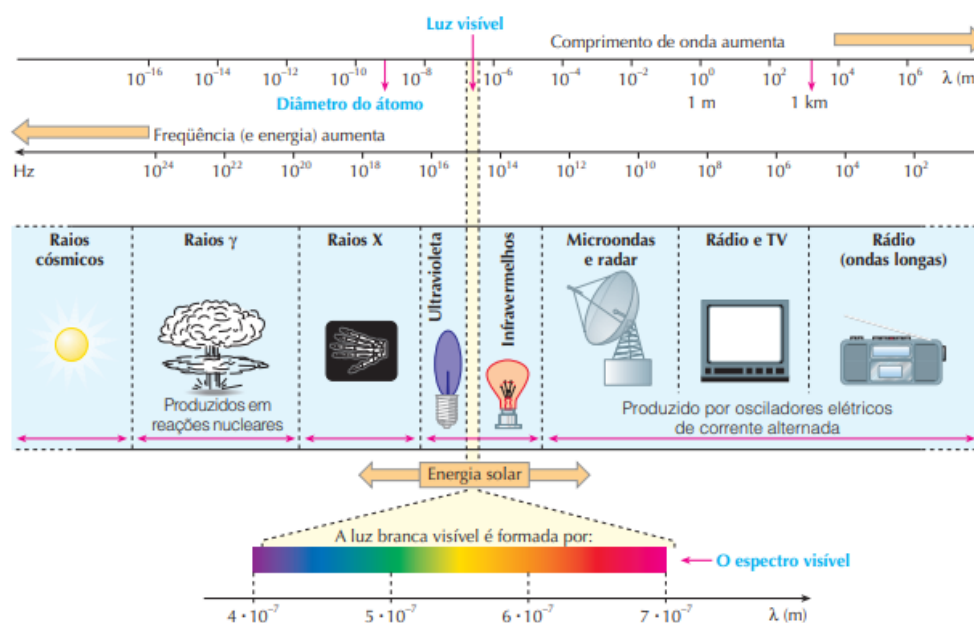 Luz visível
Comprimento de onda aumenta
10⁻¹⁶ 10⁻¹⁴ 10⁻¹² 10⁻¹⁰ 10⁻⁸ 10⁻⁶ 10⁻⁴ 10⁻² 10⁰ 10² 10⁴ 10⁶ λ (m)
Diâmetro do átomo 1 m 1 km
Freqüência (e energia) aumenta
Hz 10²⁴ 10²² 10²⁰ 10¹⁸ 10¹⁶ 10¹⁴ 10¹² 10¹⁰ 10⁸ 10⁶ 10⁴ 10²
Raios
cósmicos
Raios γ
Produzidos em
reações nucleares
Raios X
Ultravioleta
Infravermelhos
Microondas
e radar
Rádio e TV
Rádio
(ondas longas)
Produzido por osciladores elétricos
de corrente alternada
Energia solar
A luz branca visível é formada por:
O espectro visível
4 · 10⁻⁷ 5 · 10⁻⁷ 6 · 10⁻⁷ 7 · 10⁻⁷ λ (m)